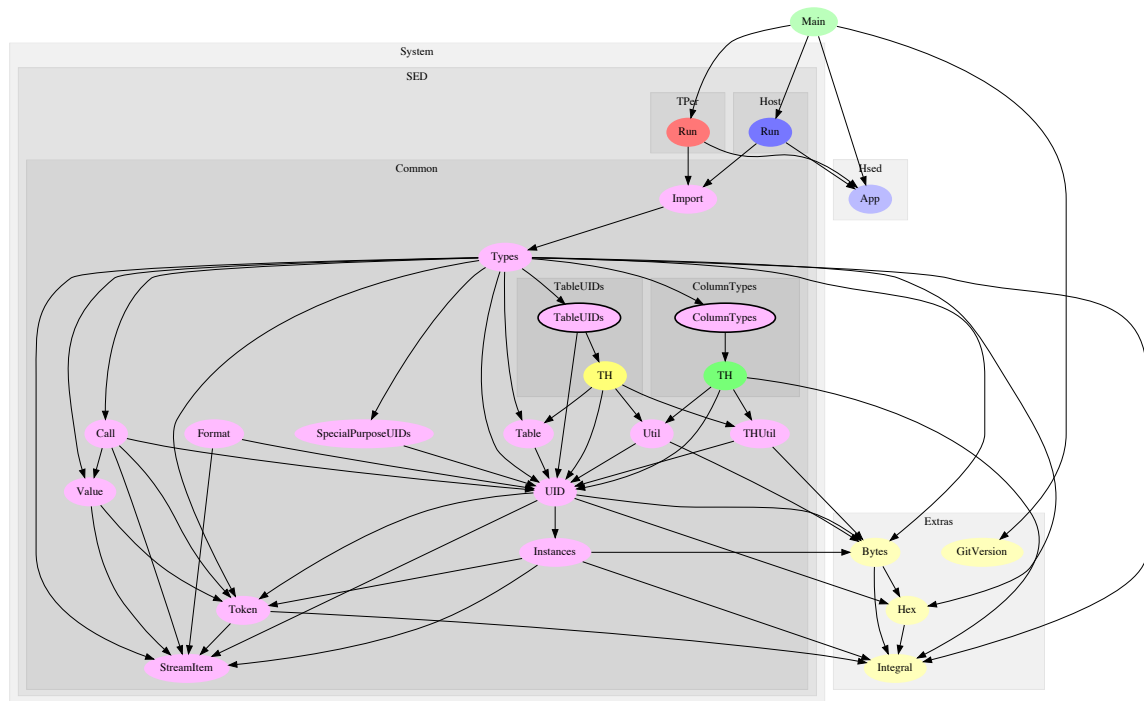 Main
System
SED
TPer
Host
Run
Run
Common
Hsed
Import
App
Types
TableUIDs
ColumnTypes
TableUIDs
ColumnTypes
TH
TH
Call
Format
SpecialPurposeUIDs
Table
Util
THUtil
Value
UID
Extras
Instances
Bytes
GitVersion
Token
Hex
StreamItem
Integral